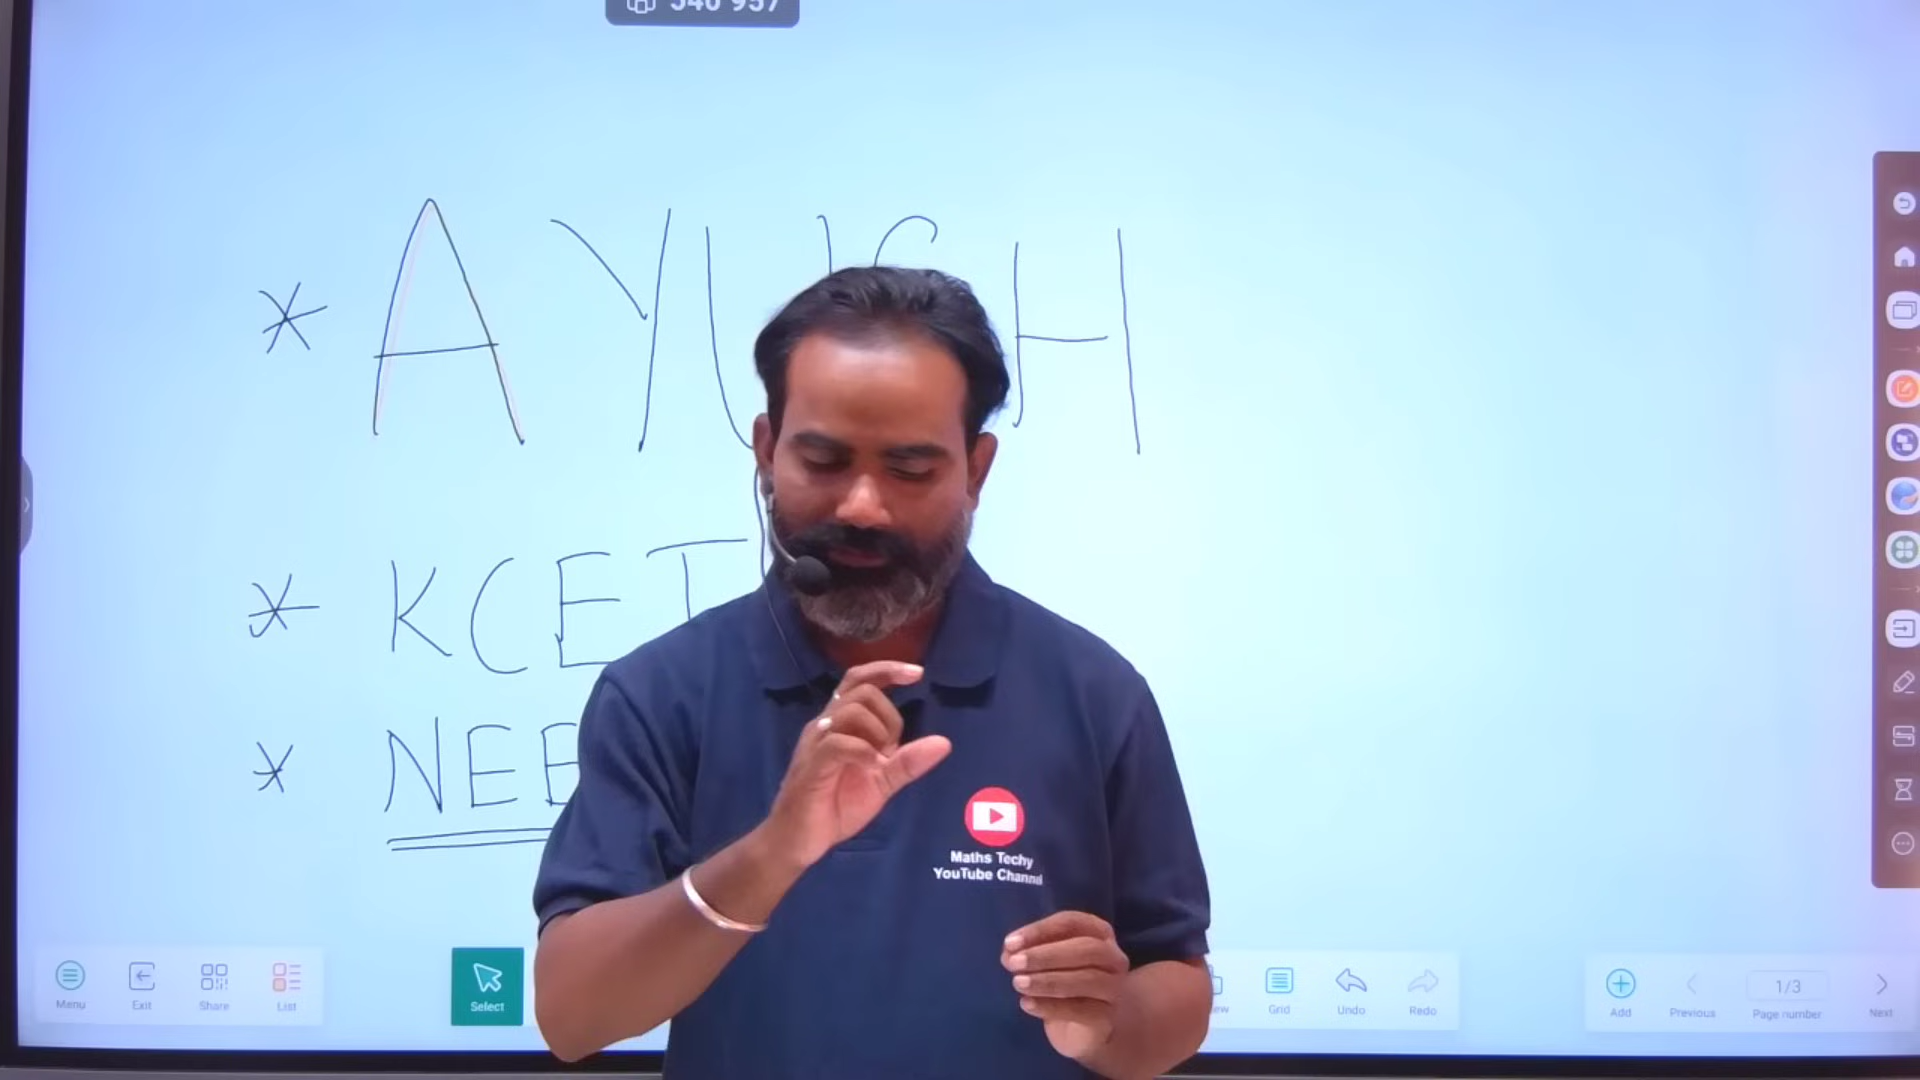 540 957
* AYUSH
* KCET
* NEE
Maths Techy
YouTube Channel
Menu
Exit
Share
List
Select
Grid
Undo
Redo
Add
Previous
1/3
Page number
Next